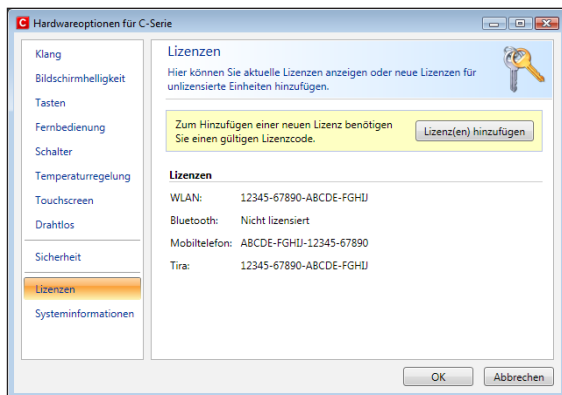 C Hardwareoptionen für C-Serie
Klang
Bildschirmhelligkeit
Tasten
Fernbedienung
Schalter
Temperaturregelung
Touchscreen
Drahtlos
Sicherheit
Lizenzen
Systeminformationen
Lizenzen
Hier können Sie aktuelle Lizenzen anzeigen oder neue Lizenzen für
unlizensierte Einheiten hinzufügen.
Zum Hinzufügen einer neuen Lizenz benötigen
Sie einen gültigen Lizenzcode.
Lizenz(en) hinzufügen
Lizenzen
WLAN: 12345-67890-ABCDE-FGHIJ
Bluetooth: Nicht lizensiert
Mobiltelefon: ABCDE-FGHIJ-12345-67890
Tira: 12345-67890-ABCDE-FGHIJ
OK Abbrechen